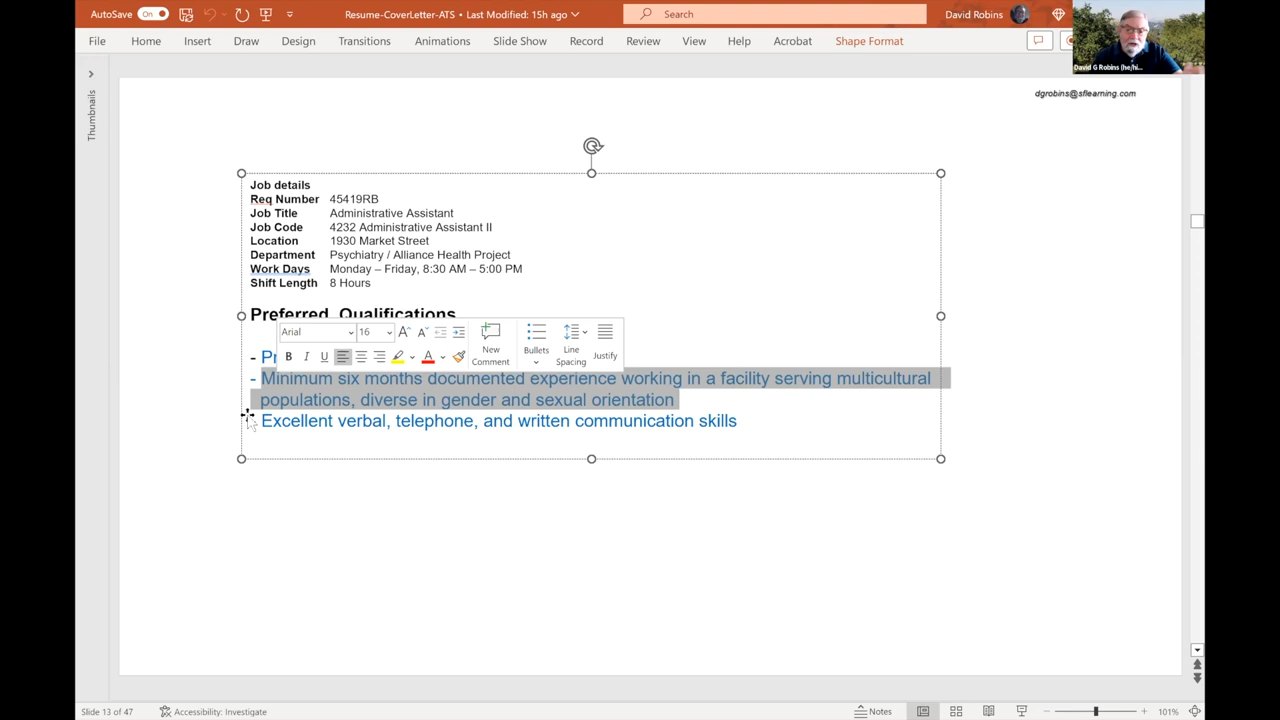 AutoSave On Resume-CoverLetter-ATS • Last Modified: 15h ago Search David Robins
File Home Insert Draw Design Transitions Animations Slide Show Record Review View Help Acrobat Shape Format
David G Robins (he/hi...
Thumbnails
dgrobins@sflearning.com
Job details
Req Number 45419RB
Job Title Administrative Assistant
Job Code 4232 Administrative Assistant II
Location 1930 Market Street
Department Psychiatry / Alliance Health Project
Work Days Monday – Friday, 8:30 AM – 5:00 PM
Shift Length 8 Hours
Preferred Qualifications
Arial 16
B I U
New Comment
Bullets
Line Spacing
Justify
- Pr
- Minimum six months documented experience working in a facility serving multicultural
populations, diverse in gender and sexual orientation
Excellent verbal, telephone, and written communication skills
Slide 13 of 47 Accessibility: Investigate Notes 101%